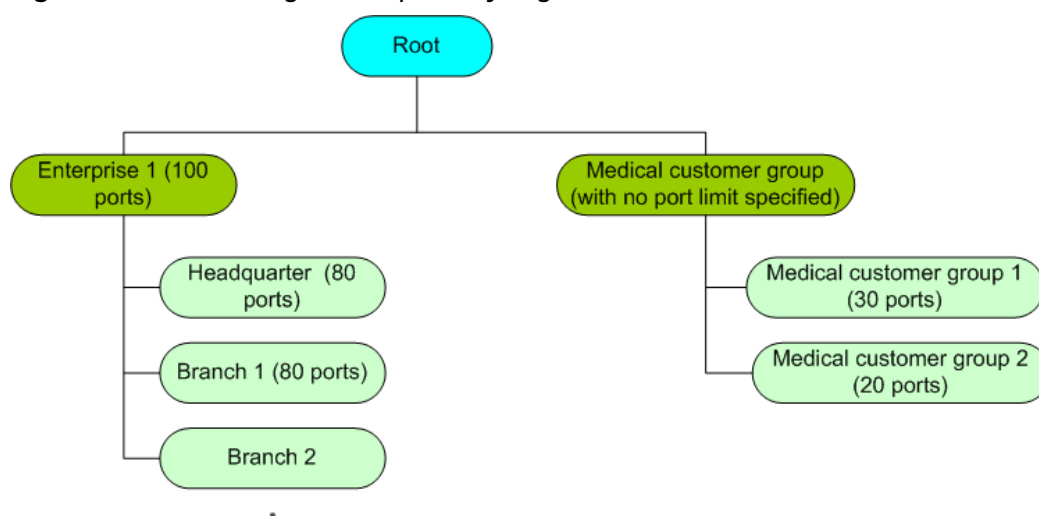 Root
Enterprise 1 (100
ports)
Medical customer group
(with no port limit specified)
Headquarter (80
ports)
Medical customer group 1
(30 ports)
Branch 1 (80 ports)
Medical customer group 2
(20 ports)
Branch 2